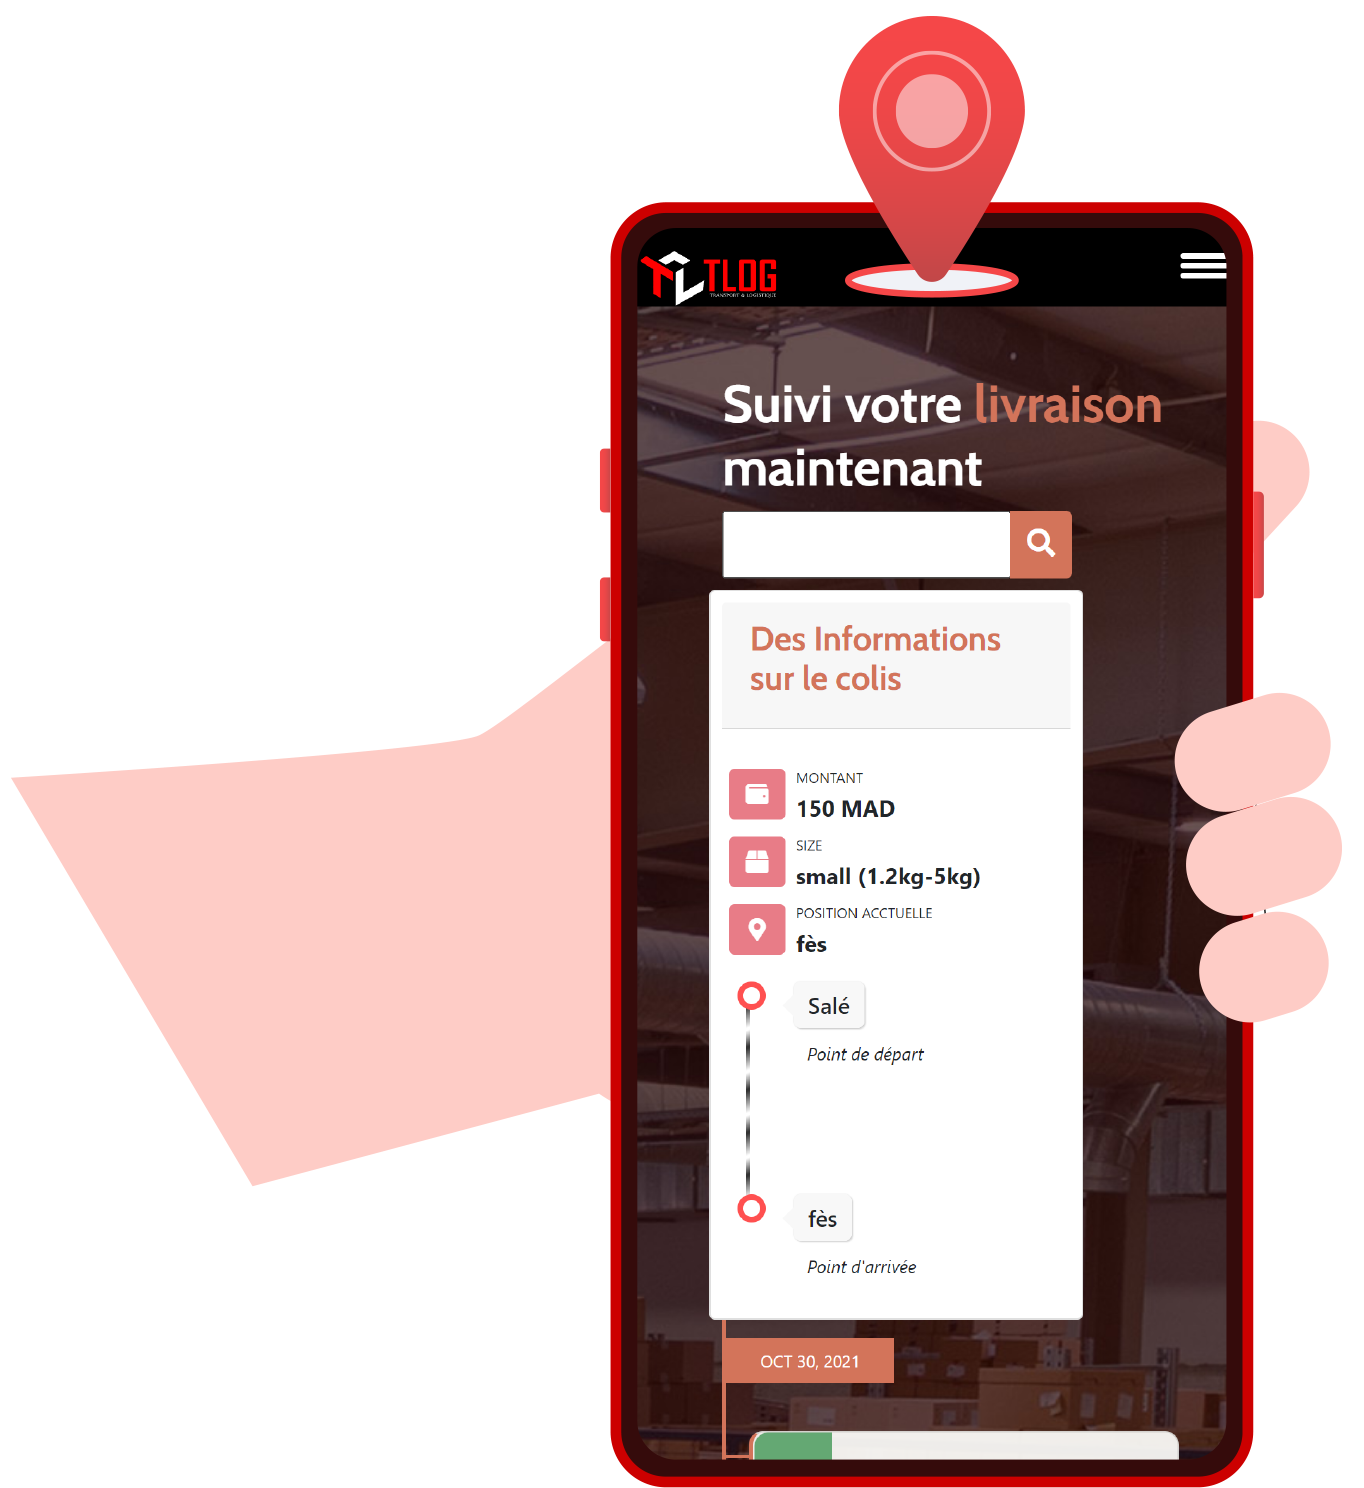 TLOG
TRANSPORT & LOGESTIQUE
Suivi votre livraison
maintenant
Des Informations
sur le colis
MONTANT
150 MAD
SIZE
small (1.2kg-5kg)
POSITION ACCTUELLE
fès
Salé
Point de départ
fès
Point d'arrivée
OCT 30, 2021